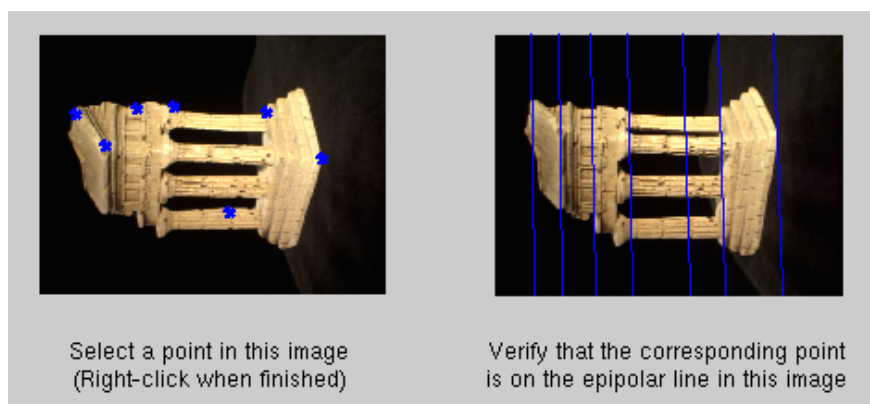 Select a point in this image
(Right-click when finished)
Verify that the corresponding point
is on the epipolar line in this image